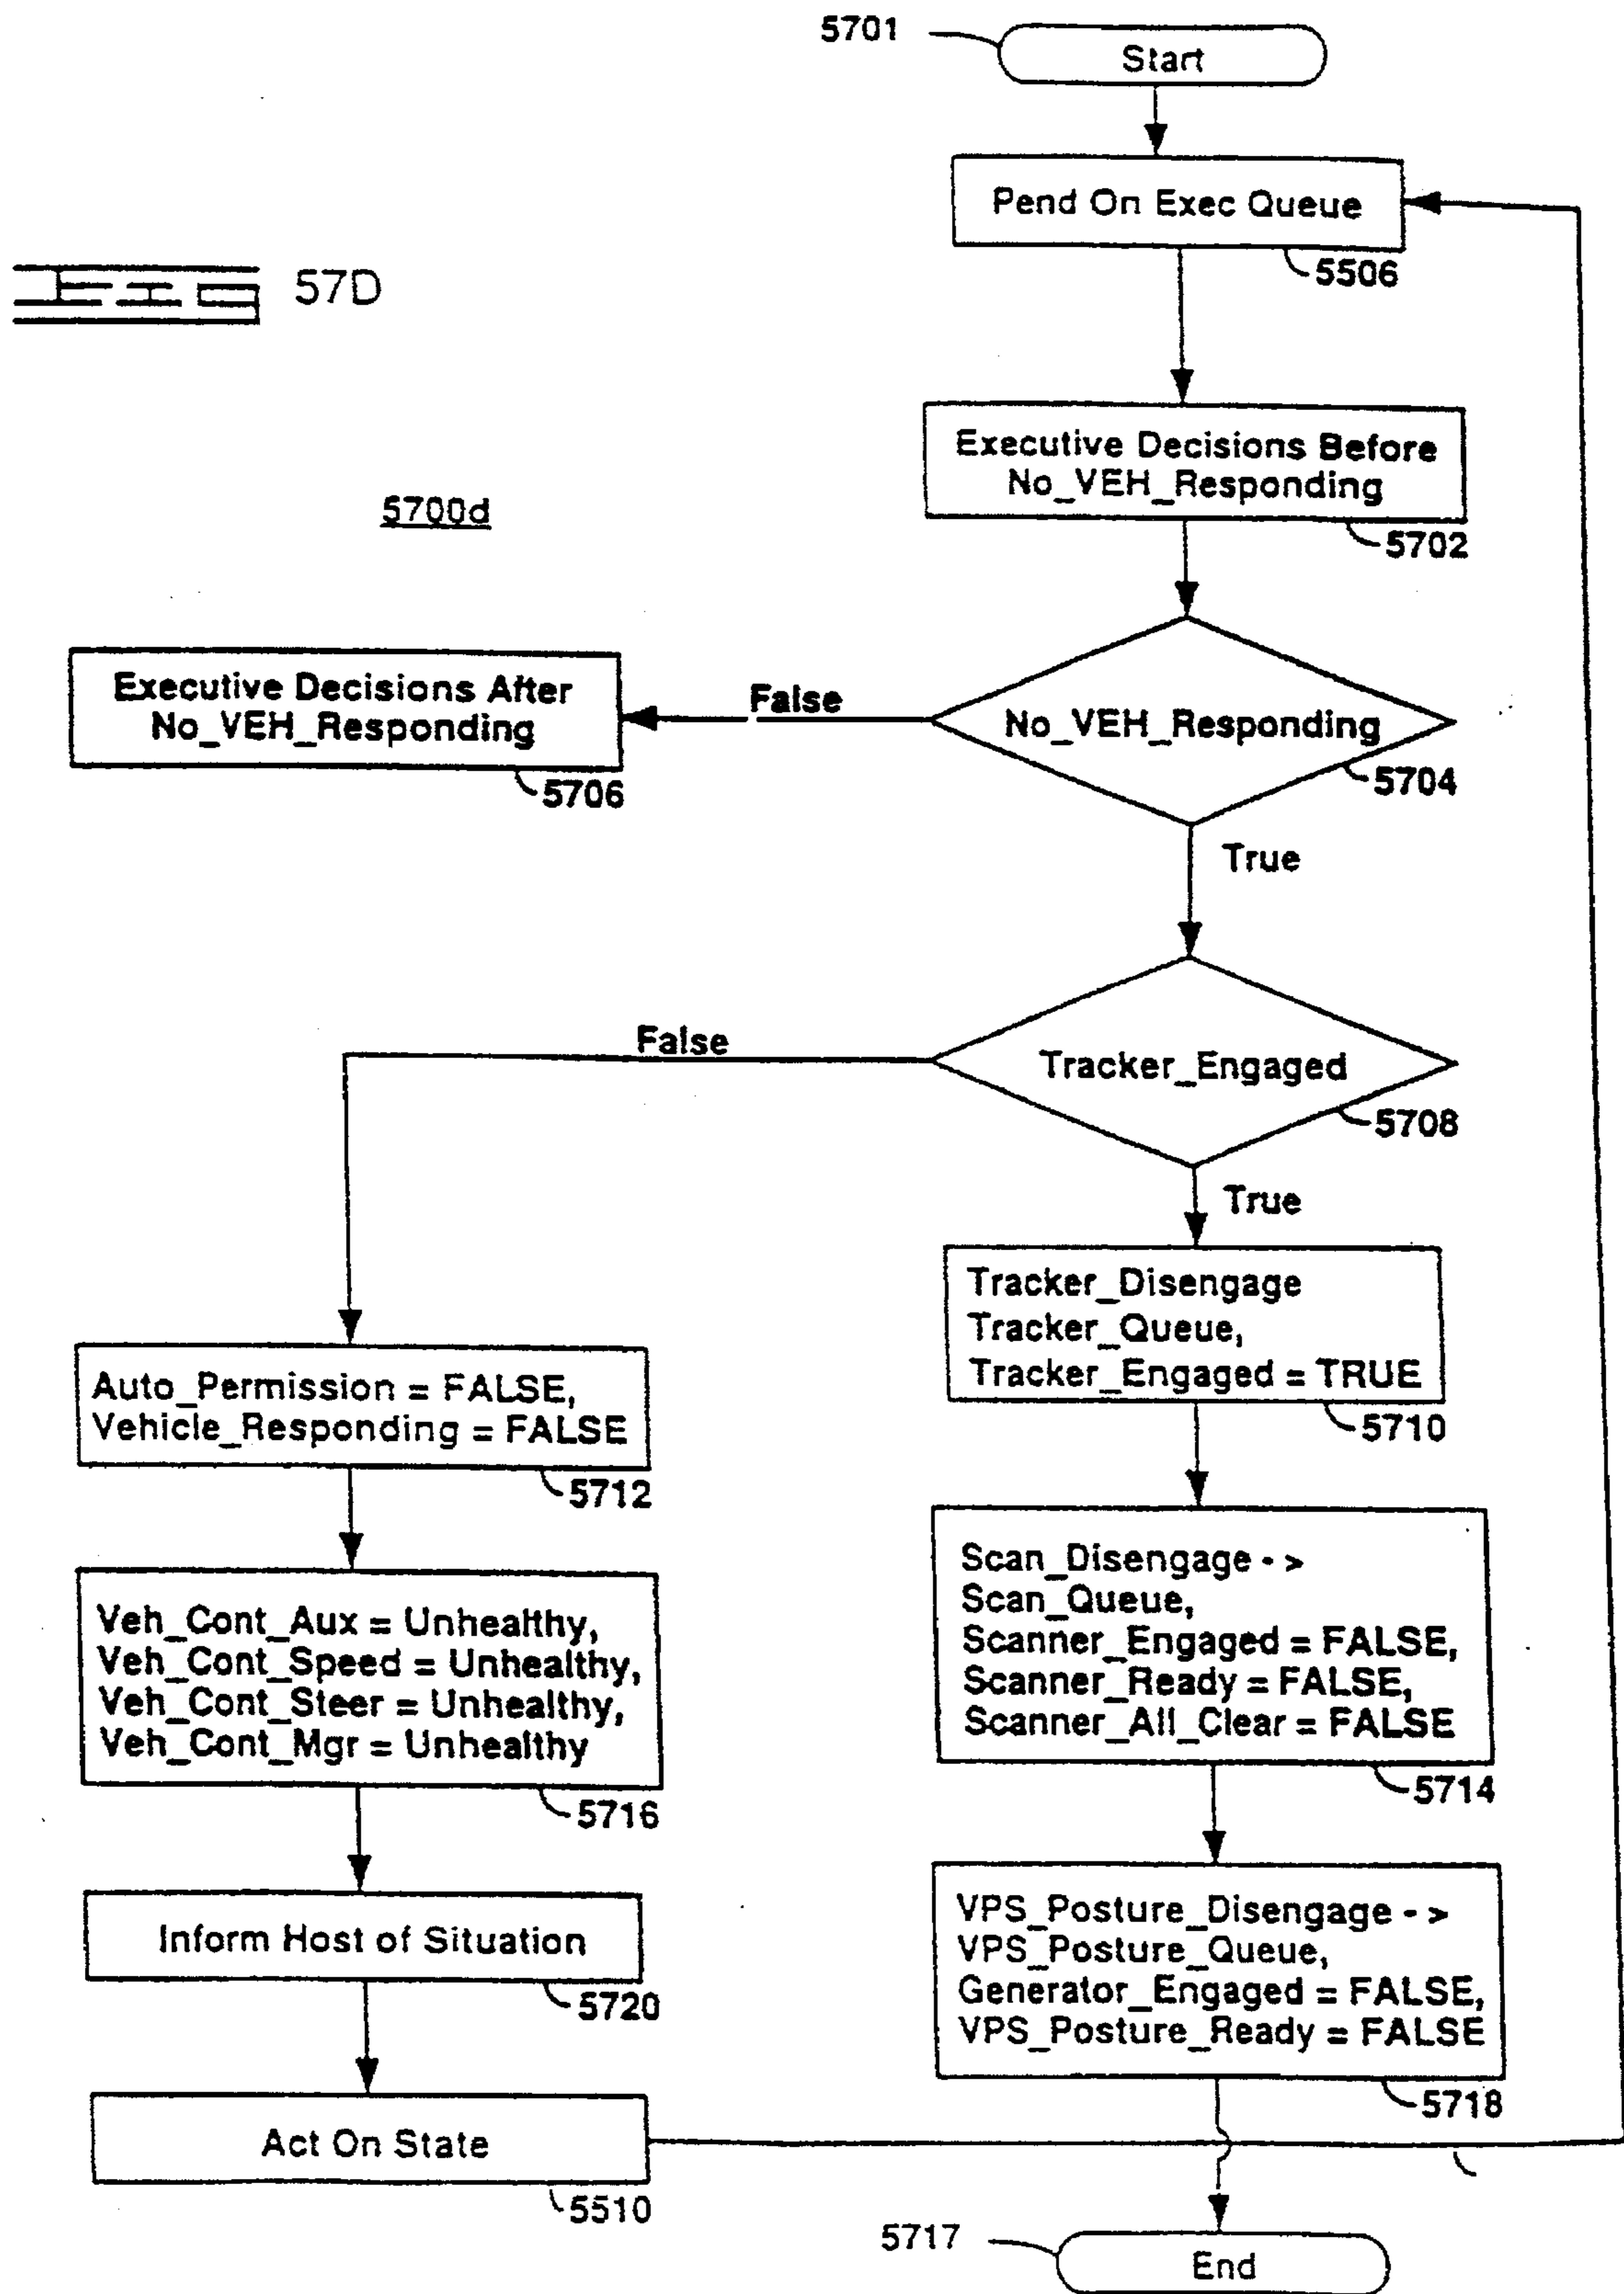 5701
Start
Pend On Exec Queue
5506
FIG 57D
Executive Decisions Before
No_VEH_Responding
5702
5700d
Executive Decisions After
No_VEH_Responding
5706
False
No_VEH_Responding
5704
True
False
Tracker_Engaged
5708
True
Tracker_Disengage
Tracker_Queue,
Tracker_Engaged = TRUE
5710
Auto_Permission = FALSE,
Vehicle_Responding = FALSE
5712
Scan_Disengage - >
Scan_Queue,
Scanner_Engaged = FALSE,
Scanner_Ready = FALSE,
Scanner_All_Clear = FALSE
5714
Veh_Cont_Aux = Unhealthy,
Veh_Cont_Speed = Unhealthy,
Veh_Cont_Steer = Unhealthy,
Veh_Cont_Mgr = Unhealthy
5716
VPS_Posture_Disengage - >
VPS_Posture_Queue,
Generator_Engaged = FALSE,
VPS_Posture_Ready = FALSE
5718
Inform Host of Situation
5720
Act On State
5510
5717
End